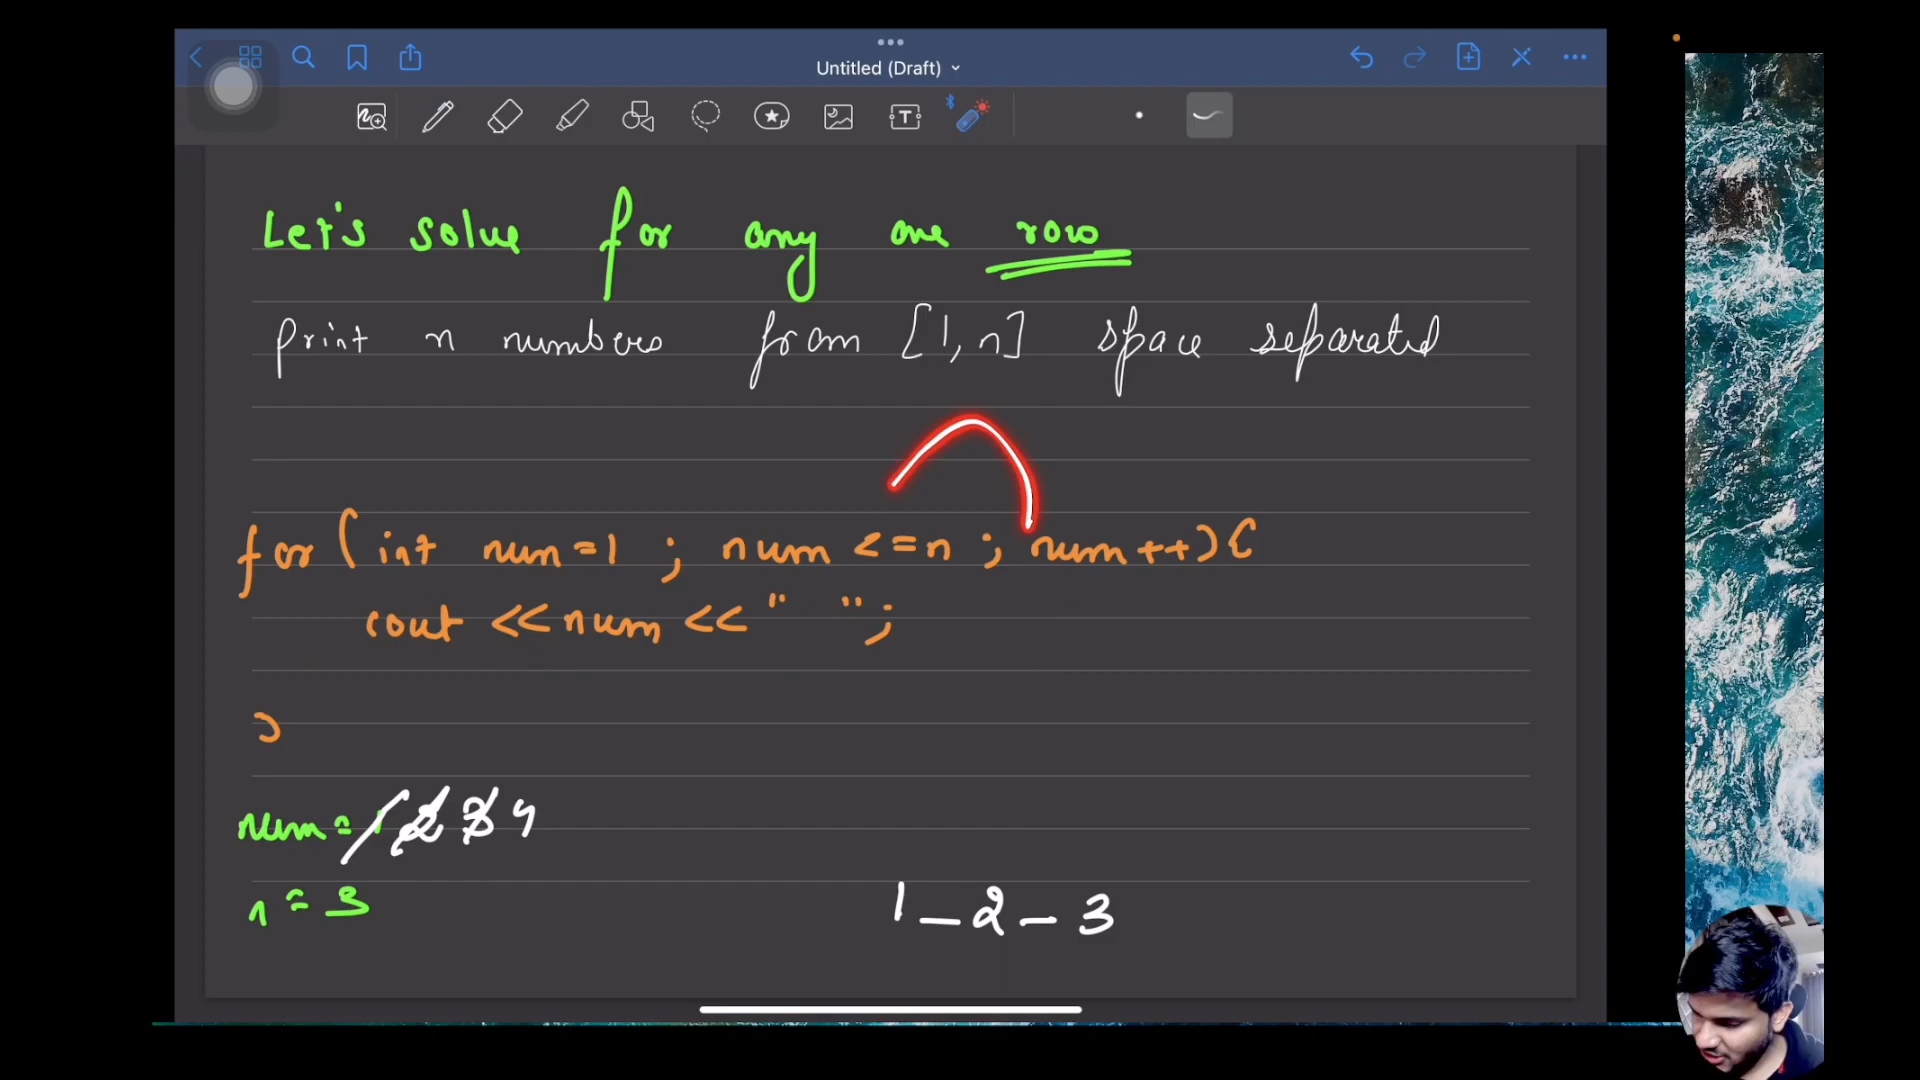 Untitled (Draft)
Let's solve for any one row
print n numbers from [1, n] space separated
for (int num=1 ; num <=n ; num++){
cout <<num << " ";
}
num = 1 2 3 4
n = 3
1 _ 2 _ 3